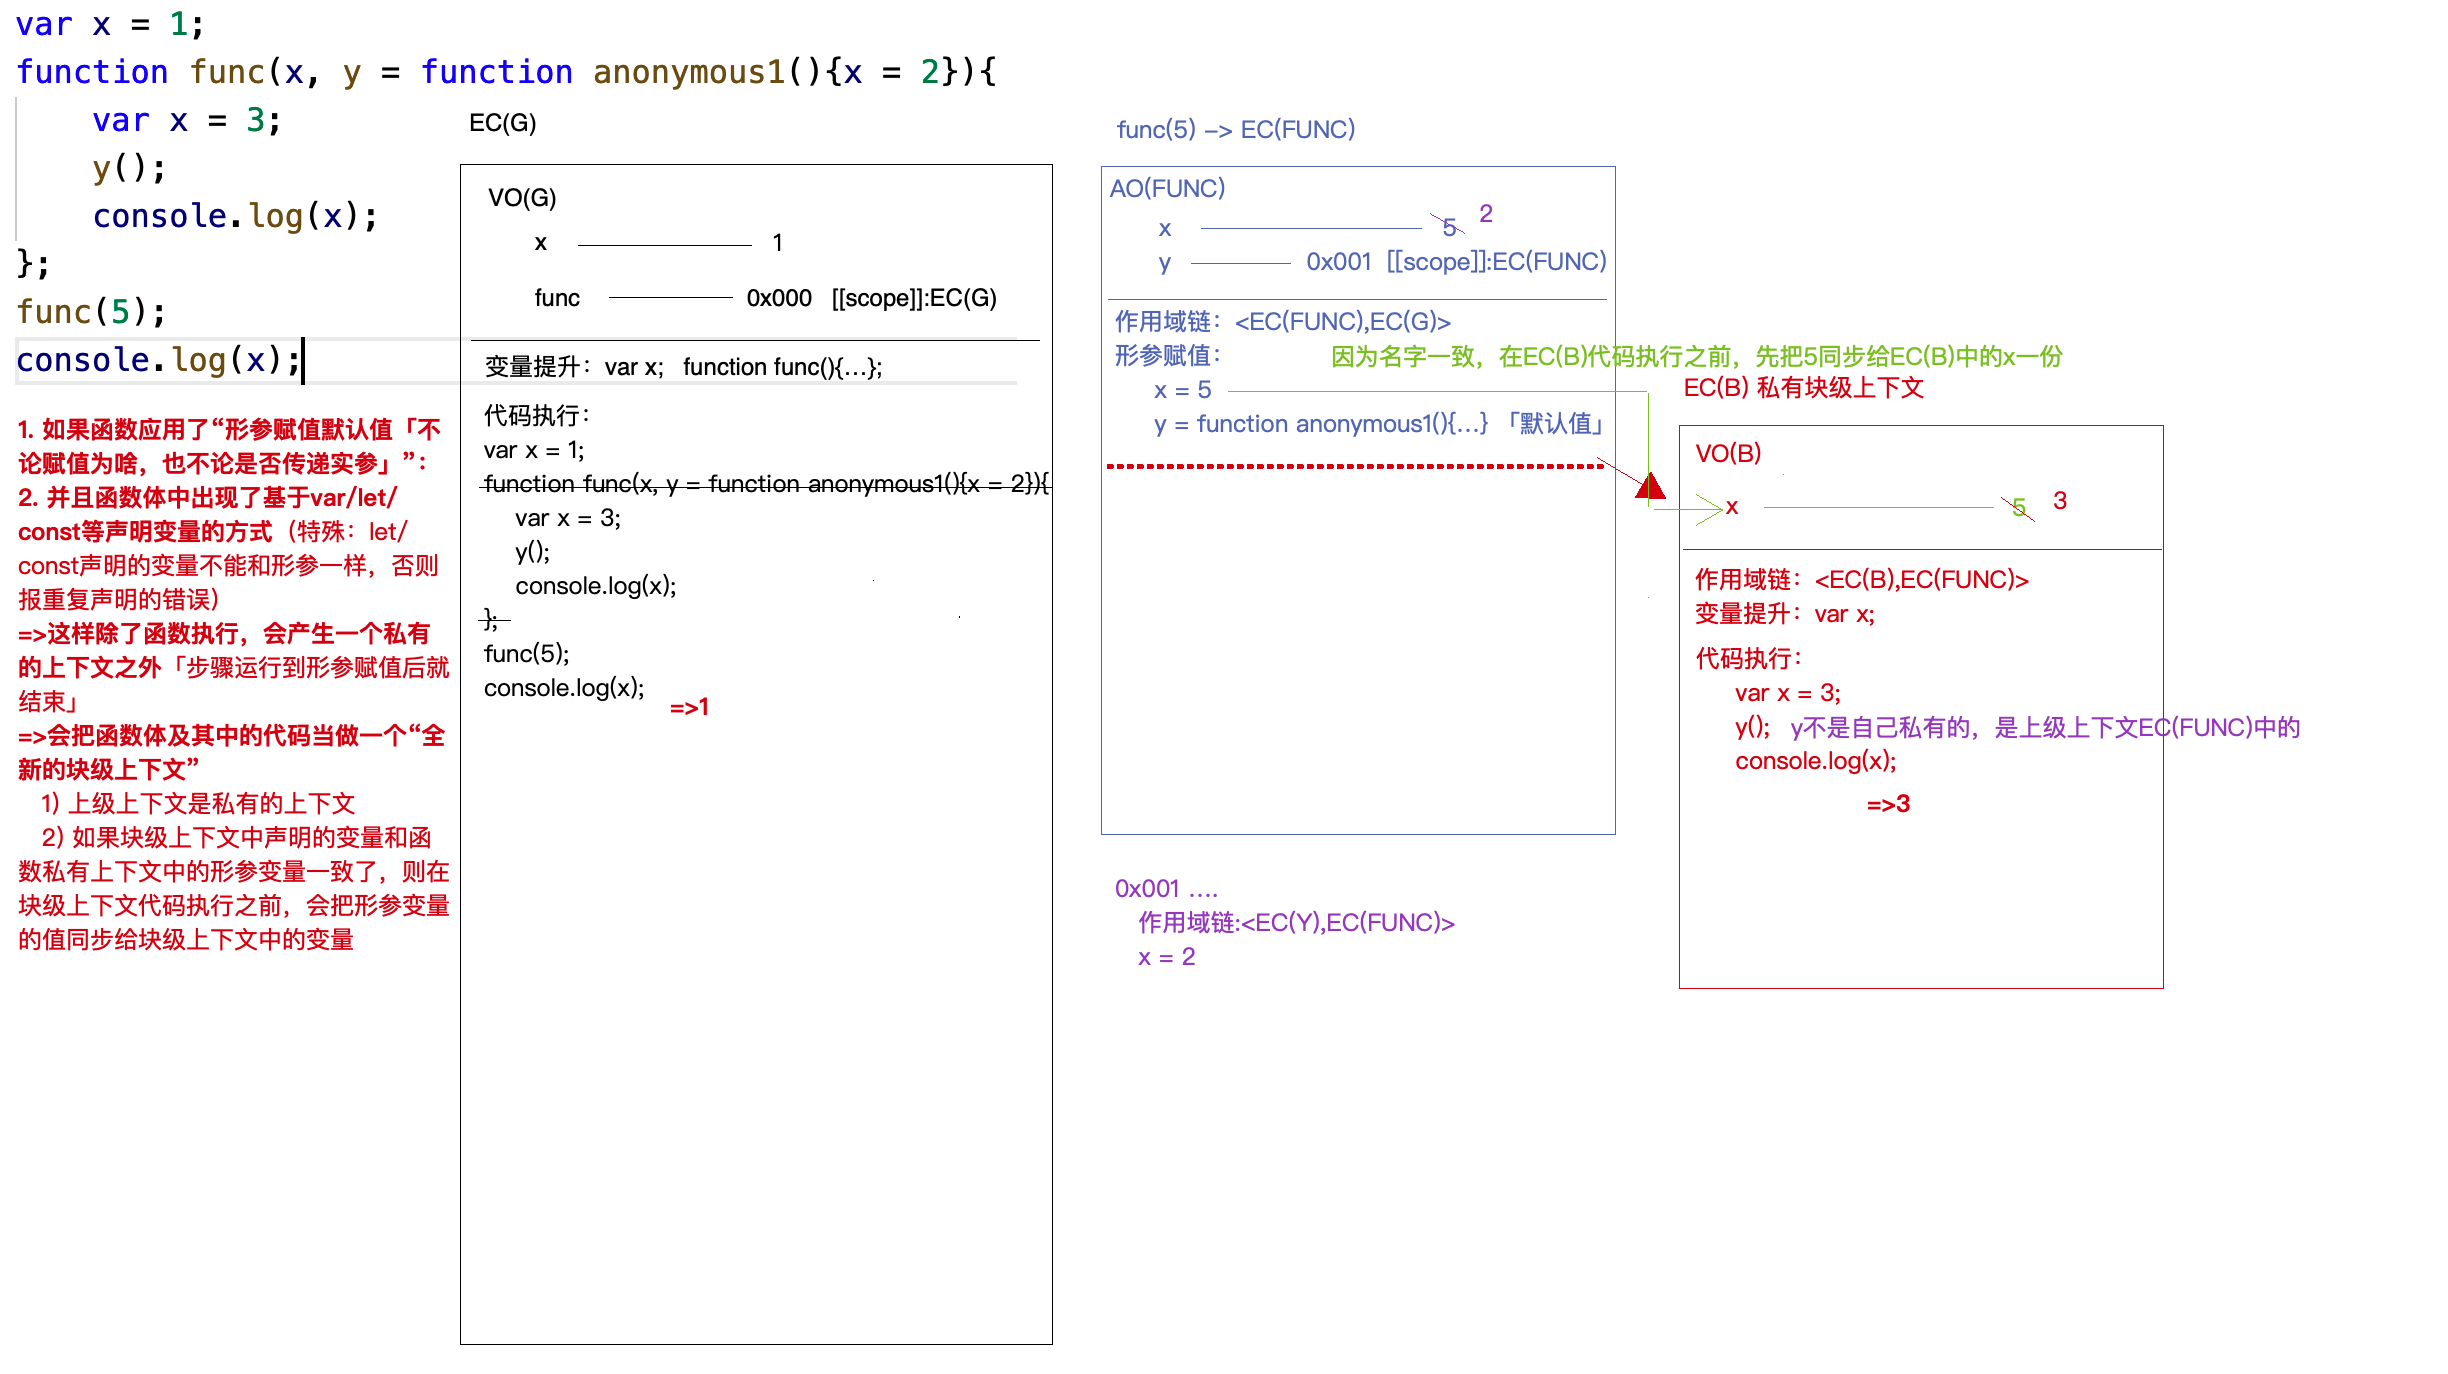 var x = 1;
function func(x, y = function anonymous1(){x = 2}){
var x = 3;
y();
console.log(x);
};
func(5);
console.log(x);
1. 如果函数应用了“形参赋值默认值「不
论赋值为啥，也不论是否传递实参」”：
2. 并且函数体中出现了基于var/let/
const等声明变量的方式（特殊：let/
const声明的变量不能和形参一样，否则
报重复声明的错误）
=>这样除了函数执行，会产生一个私有
的上下文之外「步骤运行到形参赋值后就
结束」
=>会把函数体及其中的代码当做一个“全
新的块级上下文”
1) 上级上下文是私有的上下文
2) 如果块级上下文中声明的变量和函
数私有上下文中的形参变量一致了，则在
块级上下文代码执行之前，会把形参变量
的值同步给块级上下文中的变量
EC(G)
VO(G)
x 1
func 0x000 [[scope]]:EC(G)
变量提升：var x; function func(){...};
代码执行：
var x = 1;
function func(x, y = function anonymous1(){x = 2}){
var x = 3;
y();
console.log(x);
};
func(5);
console.log(x);
=>1
func(5) -> EC(FUNC)
AO(FUNC)
x 5 2
y 0x001 [[scope]]:EC(FUNC)
作用域链：<EC(FUNC),EC(G)>
形参赋值：
x = 5
y = function anonymous1(){...} 「默认值」
因为名字一致，在EC(B)代码执行之前，先把5同步给EC(B)中的x一份
0x001 ....
作用域链:<EC(Y),EC(FUNC)>
x = 2
EC(B) 私有块级上下文
VO(B)
x 5 3
作用域链：<EC(B),EC(FUNC)>
变量提升：var x;
代码执行：
var x = 3;
y(); y不是自己私有的，是上级上下文EC(FUNC)中的
console.log(x);
=>3